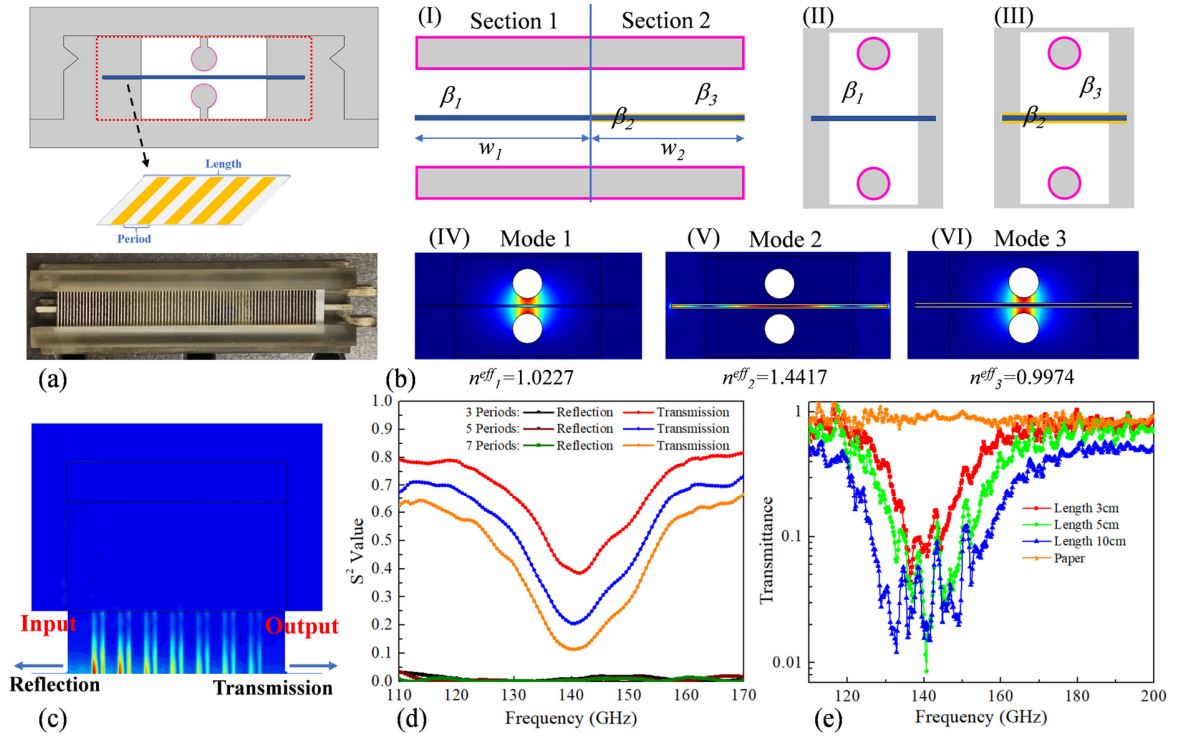 Length
Period
(a)
(I)
Section 1
Section 2
β1
β2
β3
w1
w2
(II)
β1
(III)
β2
β3
(IV)
Mode 1
(V)
Mode 2
(VI)
Mode 3
(b)
n^eff_1=1.0227
n^eff_2=1.4417
n^eff_3=0.9974
Input
Output
Reflection
Transmission
(c)
3 Periods: Reflection Transmission
5 Periods: Reflection Transmission
7 Periods: Reflection Transmission
S² Value
1.0
0.9
0.8
0.7
0.6
0.5
0.4
0.3
0.2
0.1
0.0
110 120 130 140 150 160 170
Frequency (GHz)
(d)
Transmittance
1
0.1
0.01
Length 3cm
Length 5cm
Length 10cm
Paper
120 140 160 180 200
Frequency (GHz)
(e)